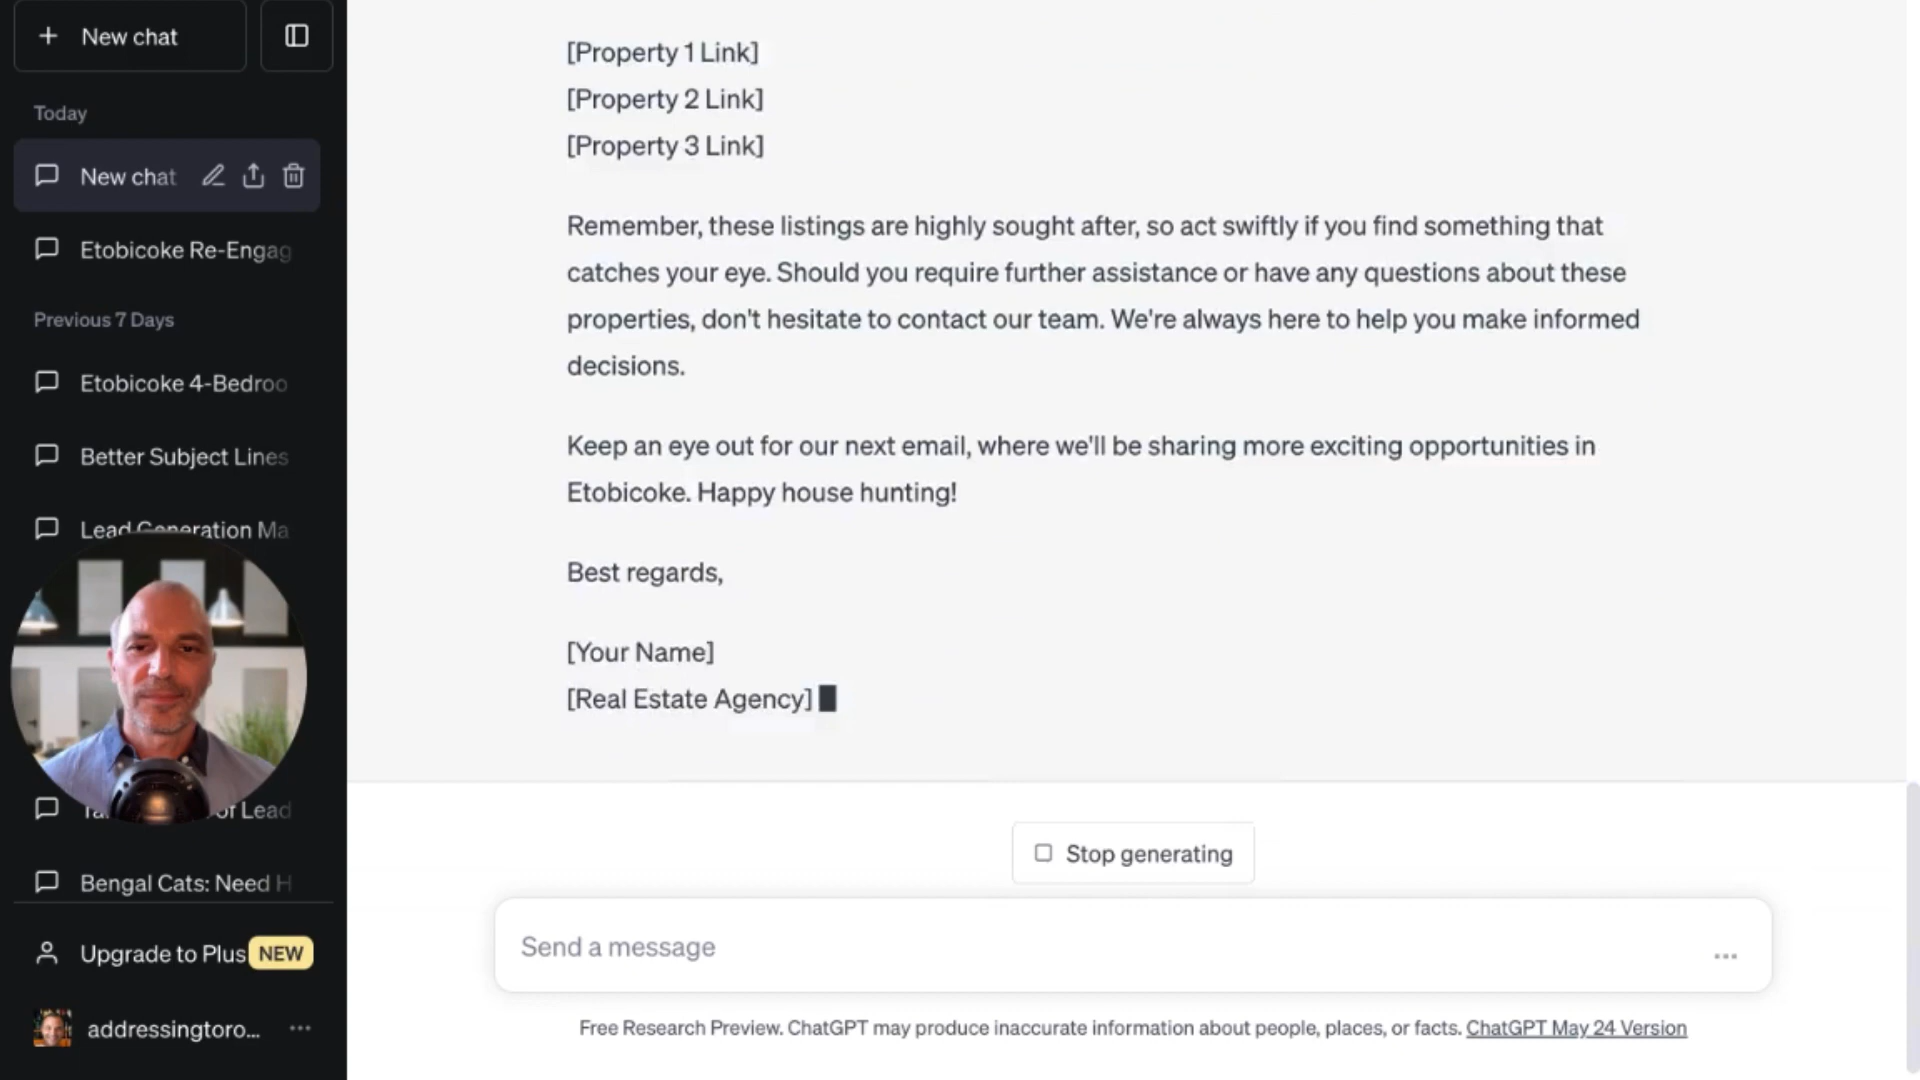 New chat
Today
New chat
Etobicoke Re-Engag
Previous 7 Days
Etobicoke 4-Bedroo
Better Subject Lines
Lead Generation Ma
of Lead
Bengal Cats: Need H
Upgrade to Plus NEW
addressingtoro...
[Property 1 Link]
[Property 2 Link]
[Property 3 Link]
Remember, these listings are highly sought after, so act swiftly if you find something that
catches your eye. Should you require further assistance or have any questions about these
properties, don't hesitate to contact our team. We're always here to help you make informed
decisions.
Keep an eye out for our next email, where we'll be sharing more exciting opportunities in
Etobicoke. Happy house hunting!
Best regards,
[Your Name]
[Real Estate Agency]
Stop generating
Send a message
Free Research Preview. ChatGPT may produce inaccurate information about people, places, or facts. ChatGPT May 24 Version